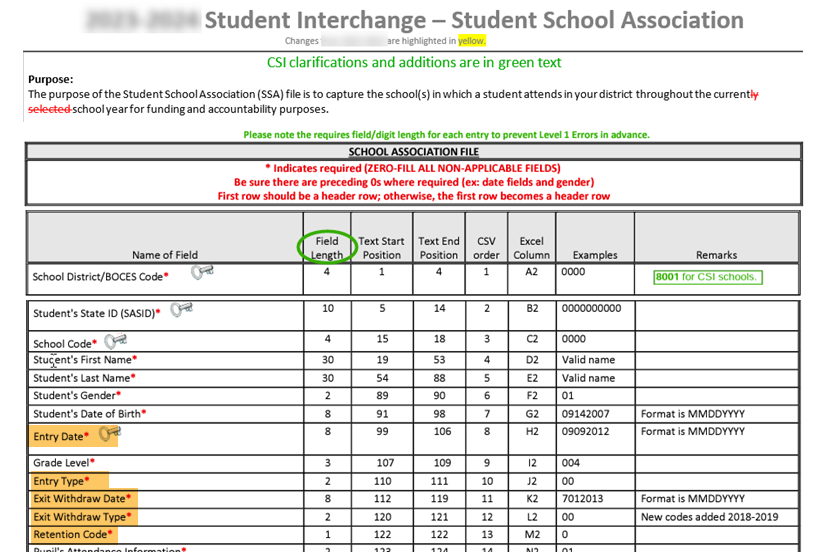 Student Interchange – Student School Association
Changes are highlighted in yellow.
CSI clarifications and additions are in green text
Purpose:
The purpose of the Student School Association (SSA) file is to capture the school(s) in which a student attends in your district throughout the currently
selected school year for funding and accountability purposes.
Please note the requires field/digit length for each entry to prevent Level 1 Errors in advance.
SCHOOL ASSOCIATION FILE
* Indicates required (ZERO-FILL ALL NON-APPLICABLE FIELDS)
Be sure there are preceding 0s where required (ex: date fields and gender)
First row should be a header row; otherwise, the first row becomes a header row
Name of Field Field Length Text Start Position Text End Position CSV order Excel Column Examples Remarks
School District/BOCES Code* 4 1 4 1 A2 0000 8001 for CSI schools.
Student's State ID (SASID)* 10 5 14 2 B2 0000000000
School Code* 4 15 18 3 C2 0000
Student's First Name* 30 19 53 4 D2 Valid name
Student's Last Name* 30 54 88 5 E2 Valid name
Student's Gender* 2 89 90 6 F2 01
Student's Date of Birth* 8 91 98 7 G2 09142007 Format is MMDDYYYY
Entry Date* 8 99 106 8 H2 09092012 Format is MMDDYYYY
Grade Level* 3 107 109 9 I2 004
Entry Type* 2 110 111 10 J2 00
Exit Withdraw Date* 8 112 119 11 K2 7012013 Format is MMDDYYYY
Exit Withdraw Type* 2 120 121 12 L2 00 New codes added 2018-2019
Retention Code* 1 122 122 13 M2 0
Pupil's Attendance Information* 2 123 124 14 N2 01